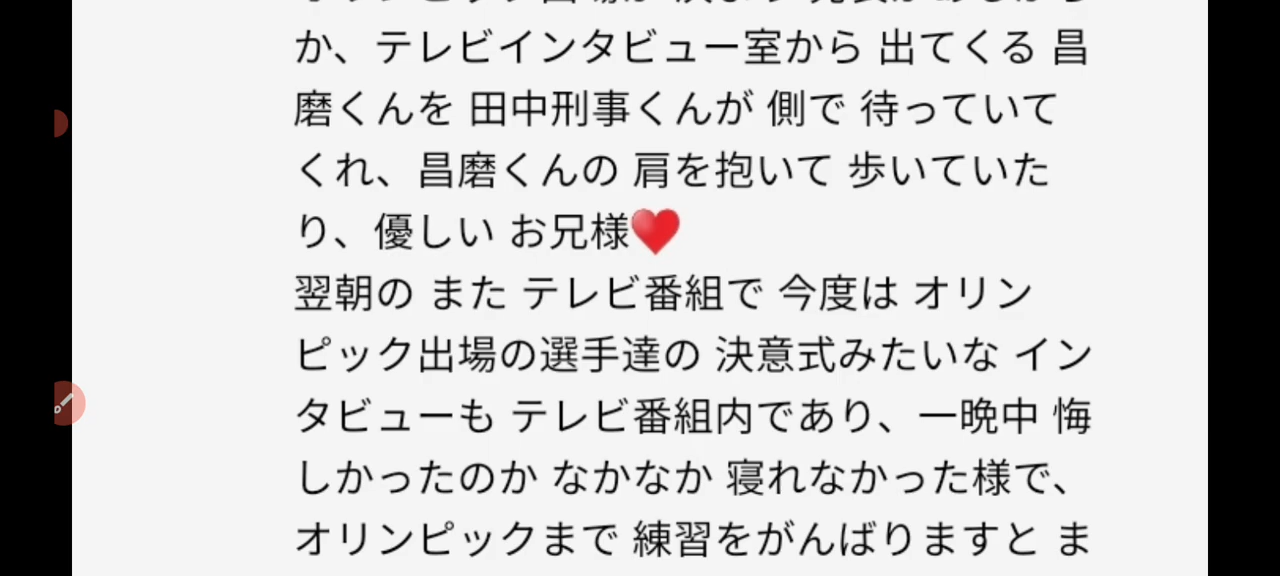 か、テレビインタビュー室から 出てくる 昌
磨くんを 田中刑事くんが 側で 待っていて
くれ、昌磨くんの 肩を抱いて 歩いていた
り、優しい お兄様❤️
翌朝の また テレビ番組で 今度は オリン
ピック出場の選手達の 決意式みたいな イン
タビューも テレビ番組内であり、一晩中 悔
しかったのか なかなか 寝れなかった様で、
オリンピックまで 練習をがんばりますと ま